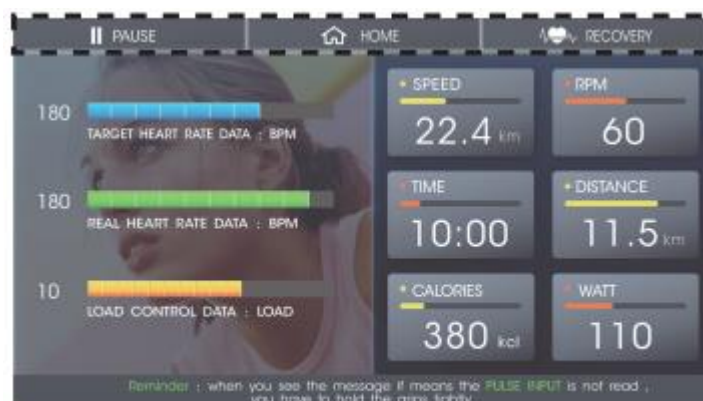 PAUSE
HOME
RECOVERY
180
TARGET HEART RATE DATA : BPM
180
REAL HEART RATE DATA : BPM
10
LOAD CONTROL DATA : LOAD
SPEED
22.4 km
RPM
60
TIME
10:00
DISTANCE
11.5 km
CALORIES
380 kcl
WATT
110
Reminder : when you see the message it means the PULSE INPUT is not read ,
you have to hold the grips tightly